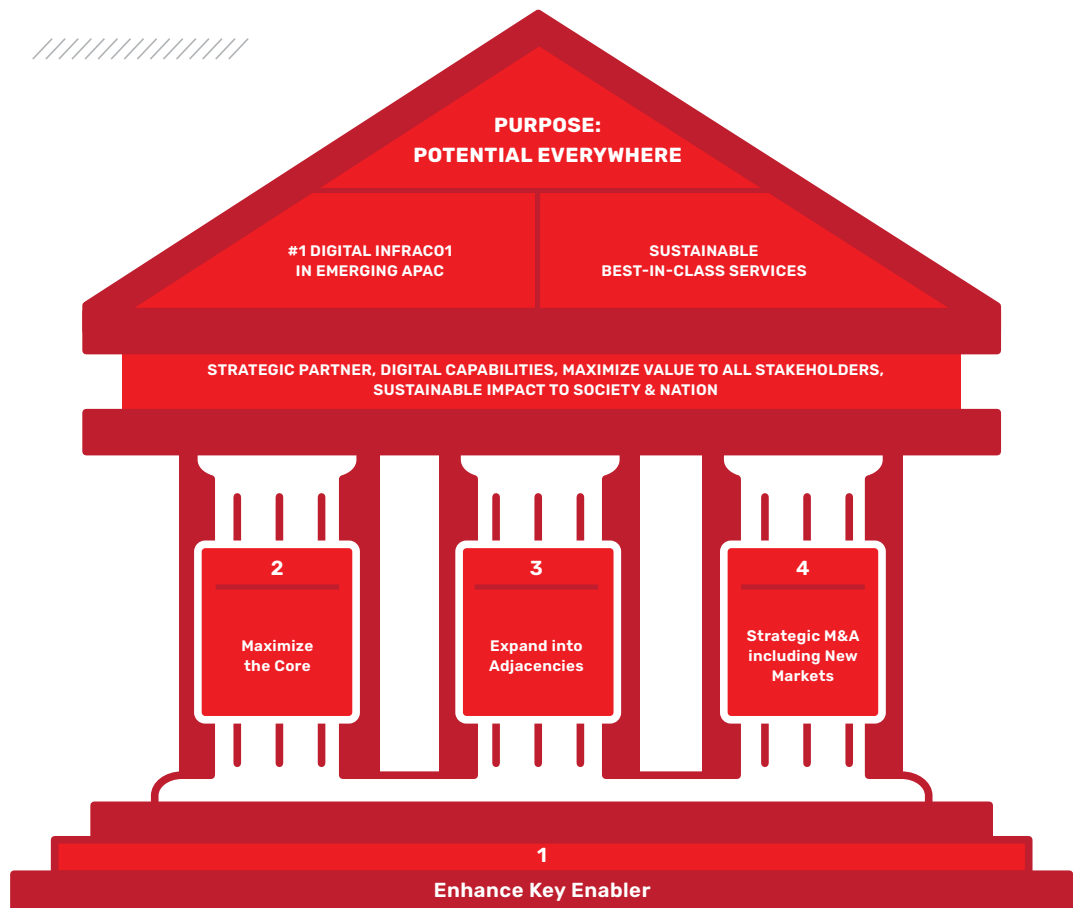 PURPOSE:
POTENTIAL EVERYWHERE
#1 DIGITAL INFRACO1
IN EMERGING APAC
SUSTAINABLE
BEST-IN-CLASS SERVICES
STRATEGIC PARTNER, DIGITAL CAPABILITIES, MAXIMIZE VALUE TO ALL STAKEHOLDERS,
SUSTAINABLE IMPACT TO SOCIETY & NATION
2
Maximize
the Core
3
Expand into
Adjacencies
4
Strategic M&A
including New
Markets
1
Enhance Key Enabler